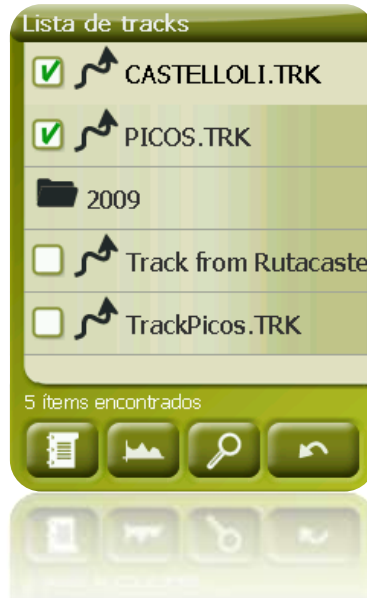 Lista de tracks
CASTELLOLI.TRK
PICOS.TRK
2009
Track from Rutacaste
TrackPicos.TRK
5 ítems encontrados